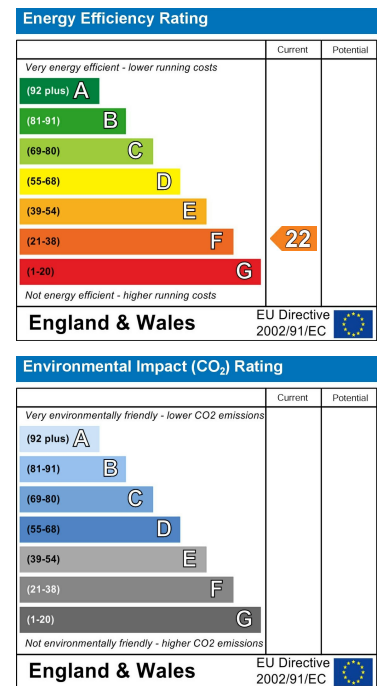 Energy Efficiency Rating
Current Potential
Very energy efficient - lower running costs
(92 plus) A
(81-91) B
(69-80) C
(55-68) D
(39-54) E
(21-38) F 22
(1-20) G
Not energy efficient - higher running costs
England & Wales EU Directive 2002/91/EC
Environmental Impact (CO₂) Rating
Current Potential
Very environmentally friendly - lower CO2 emissions
(92 plus) A
(81-91) B
(69-80) C
(55-68) D
(39-54) E
(21-38) F
(1-20) G
Not environmentally friendly - higher CO2 emissions
England & Wales EU Directive 2002/91/EC